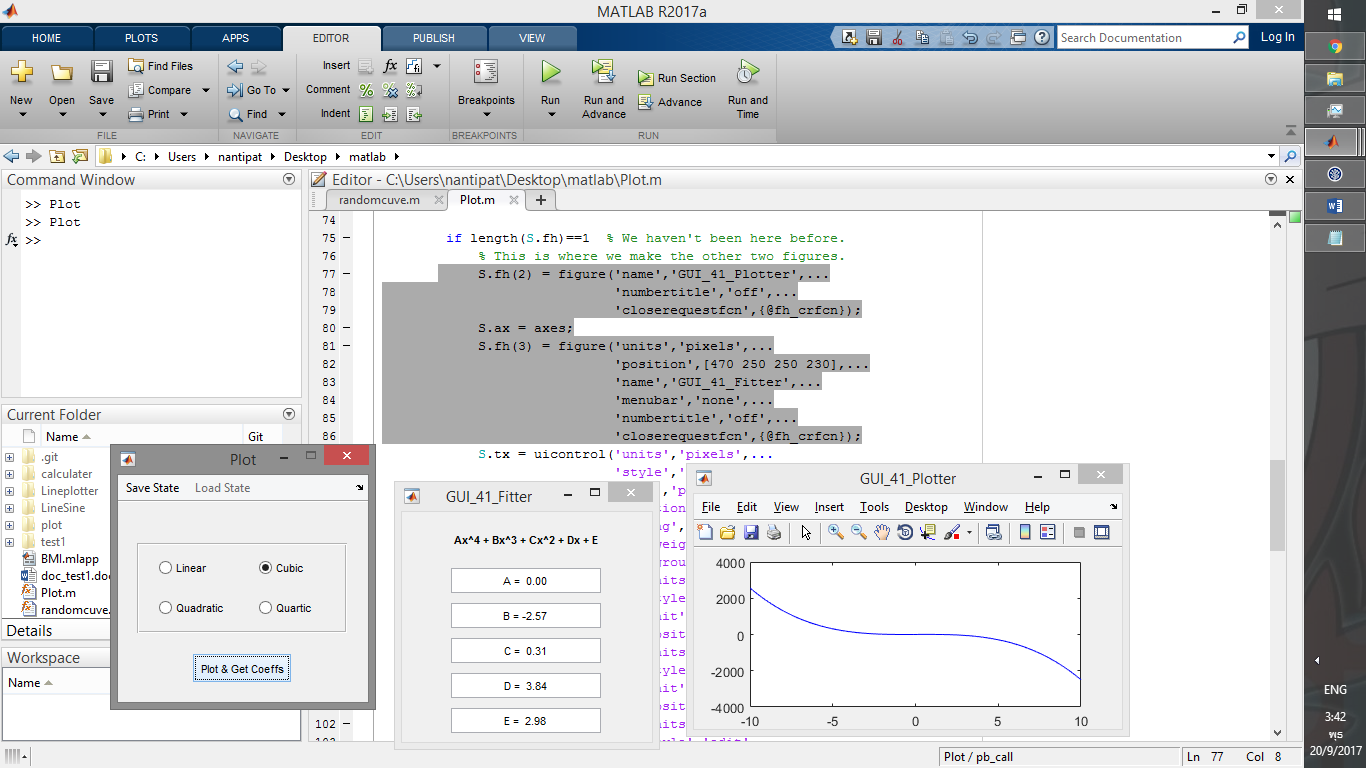 MATLAB R2017a
HOME PLOTS APPS EDITOR PUBLISH VIEW
Search Documentation
Log In
New
Open
Save
Find Files
Compare
Print
FILE
Go To
Find
NAVIGATE
Insert fx
Comment
Indent
EDIT
Breakpoints
BREAKPOINTS
Run
Run and Advance
Run Section
Advance
Run and Time
RUN
C: Users nantipat Desktop matlab
Command Window
>> Plot
>> Plot
fx >>
Editor - C:\Users\nantipat\Desktop\matlab\Plot.m
randomcuve.m Plot.m +
74
75 if length(S.fh)==1 % We haven't been here before.
76 % This is where we make the other two figures.
77 S.fh(2) = figure('name','GUI_41_Plotter',...
78 'numbertitle','off',...
79 'closerequestfcn',{@fh_crfcn});
80 S.ax = axes;
81 S.fh(3) = figure('units','pixels',...
82 'position',[470 250 250 230],...
83 'name','GUI_41_Fitter',...
84 'menubar','none',...
85 'numbertitle','off',...
86 'closerequestfcn',{@fh_crfcn});
S.tx = uicontrol('units','pixels',...
'style','
102
Current Folder
Name Git
.git
calculater
Lineplotter
LineSine
plot
test1
BMI.mlapp
doc_test1.doc
Plot.m
randomcuve.
Details
Workspace
Name
Plot
Save State Load State
Linear
Cubic
Quadratic
Quartic
Plot & Get Coeffs
GUI_41_Fitter
Ax^4 + Bx^3 + Cx^2 + Dx + E
A = 0.00
B = -2.57
C = 0.31
D = 3.84
E = 2.98
GUI_41_Plotter
File Edit View Insert Tools Desktop Window Help
4000
2000
0
-2000
-4000
-10 -5 0 5 10
Plot / pb_call
Ln 77 Col 8
ENG
3:42
พุธ
20/9/2017